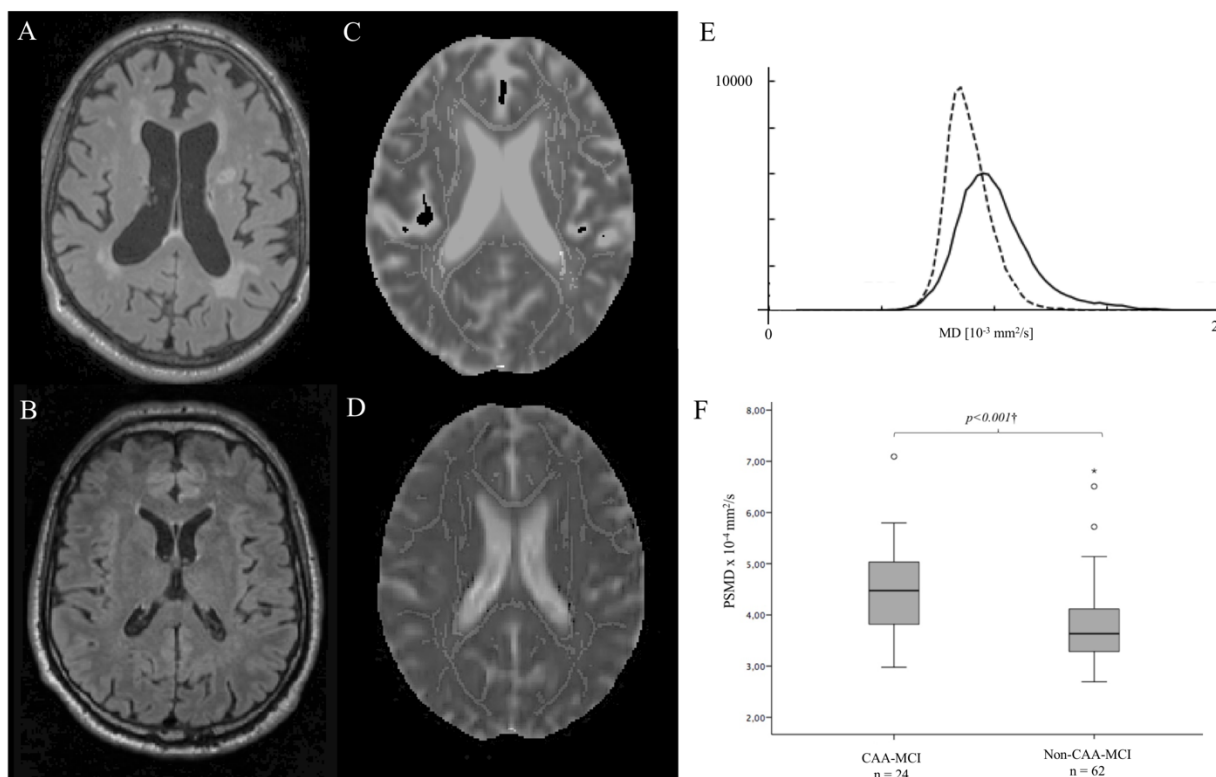 A
C
E
10000
0
MD [10⁻³ mm²/s]
2
B
D
F
8,00
p<0.001†
7,00
*
6,00
5,00
4,00
3,00
2,00
PSMD x 10⁻⁴ mm²/s
CAA-MCI
n = 24
Non-CAA-MCI
n = 62